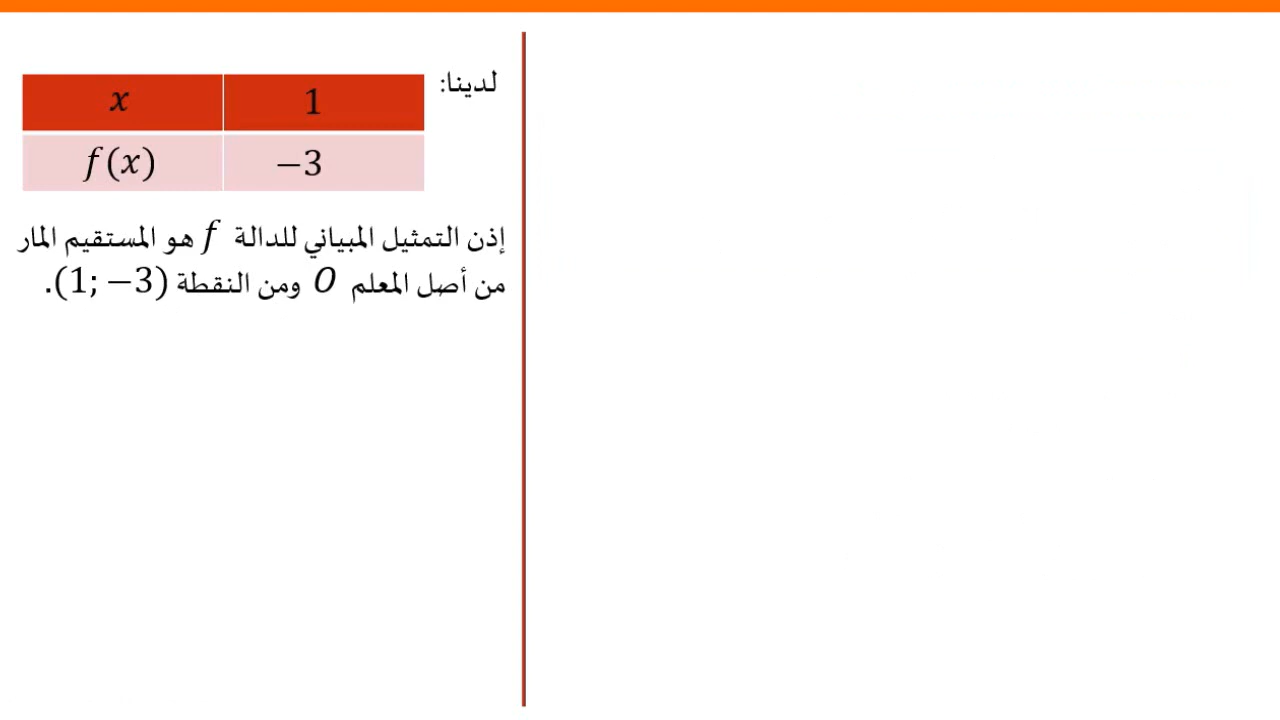 لدينا:
x 1
f(x) −3
إذن التمثيل المبياني للدالة f هو المستقيم المار
من أصل المعلم O ومن النقطة (1; −3).